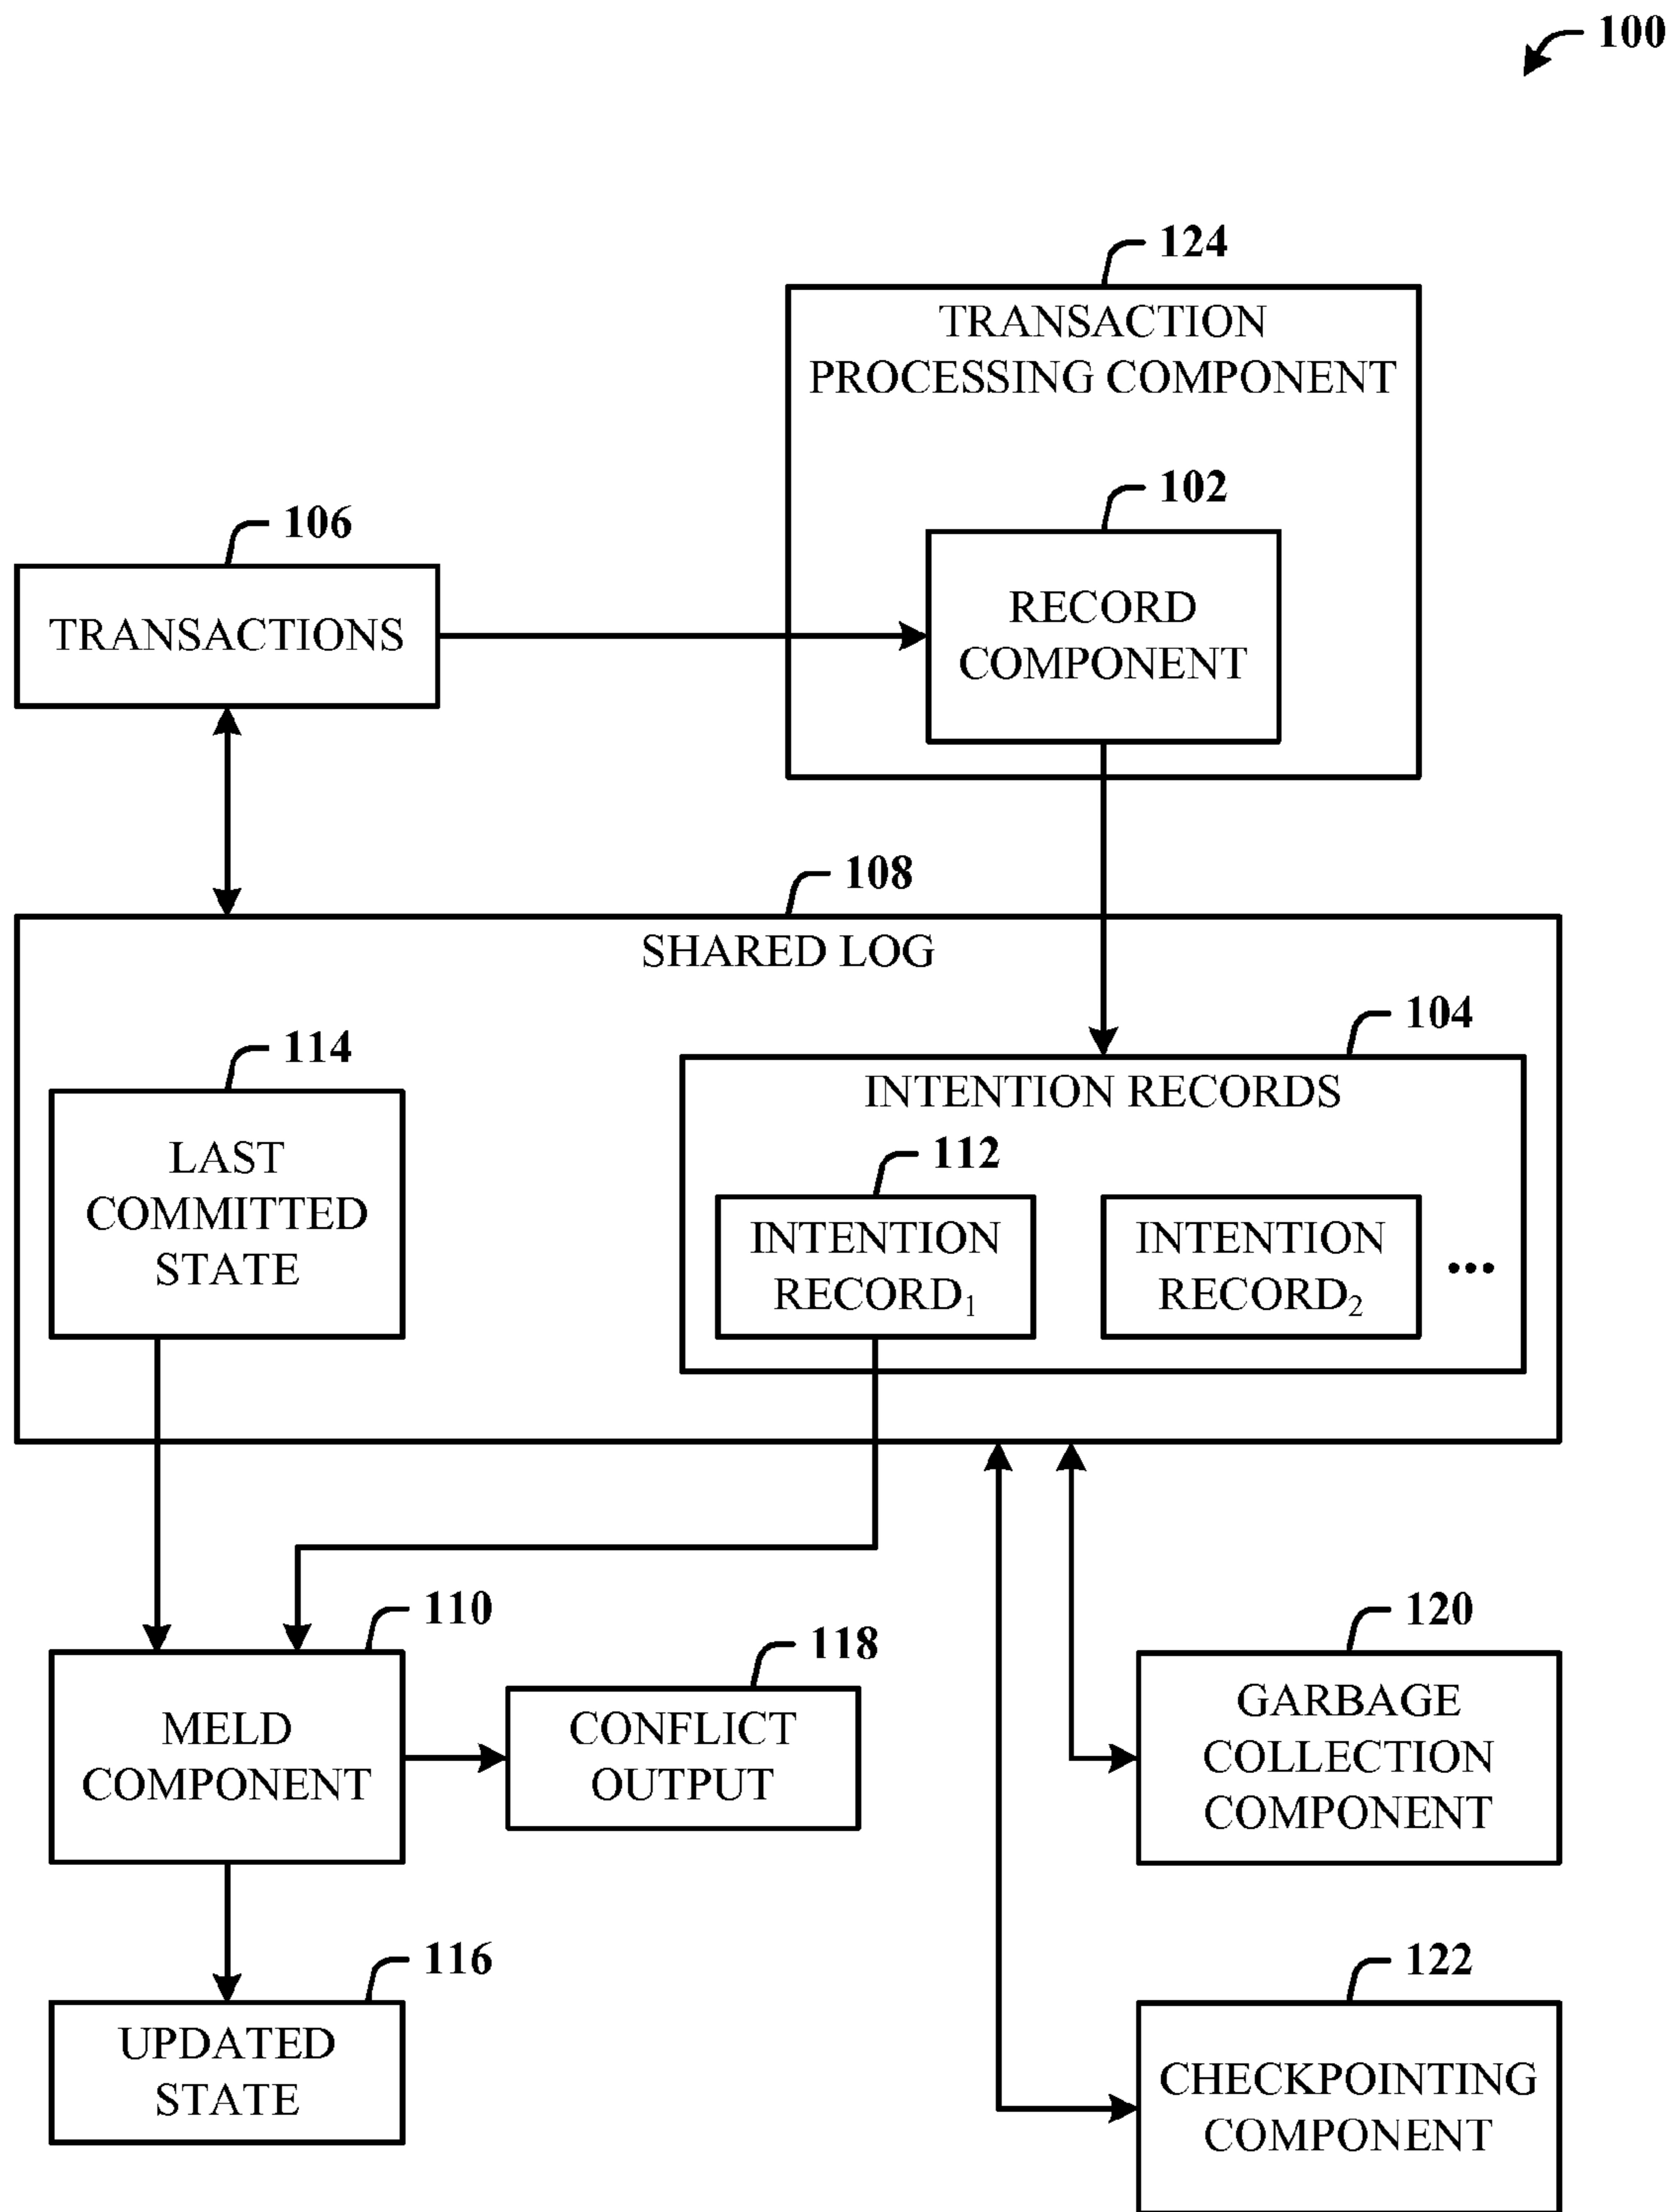 100
124
TRANSACTION
PROCESSING COMPONENT
102
RECORD
COMPONENT
106
TRANSACTIONS
108
SHARED LOG
104
INTENTION RECORDS
114
LAST
COMMITTED
STATE
112
INTENTION
RECORD₁
INTENTION
RECORD₂
...
110
MELD
COMPONENT
118
CONFLICT
OUTPUT
120
GARBAGE
COLLECTION
COMPONENT
116
UPDATED
STATE
122
CHECKPOINTING
COMPONENT